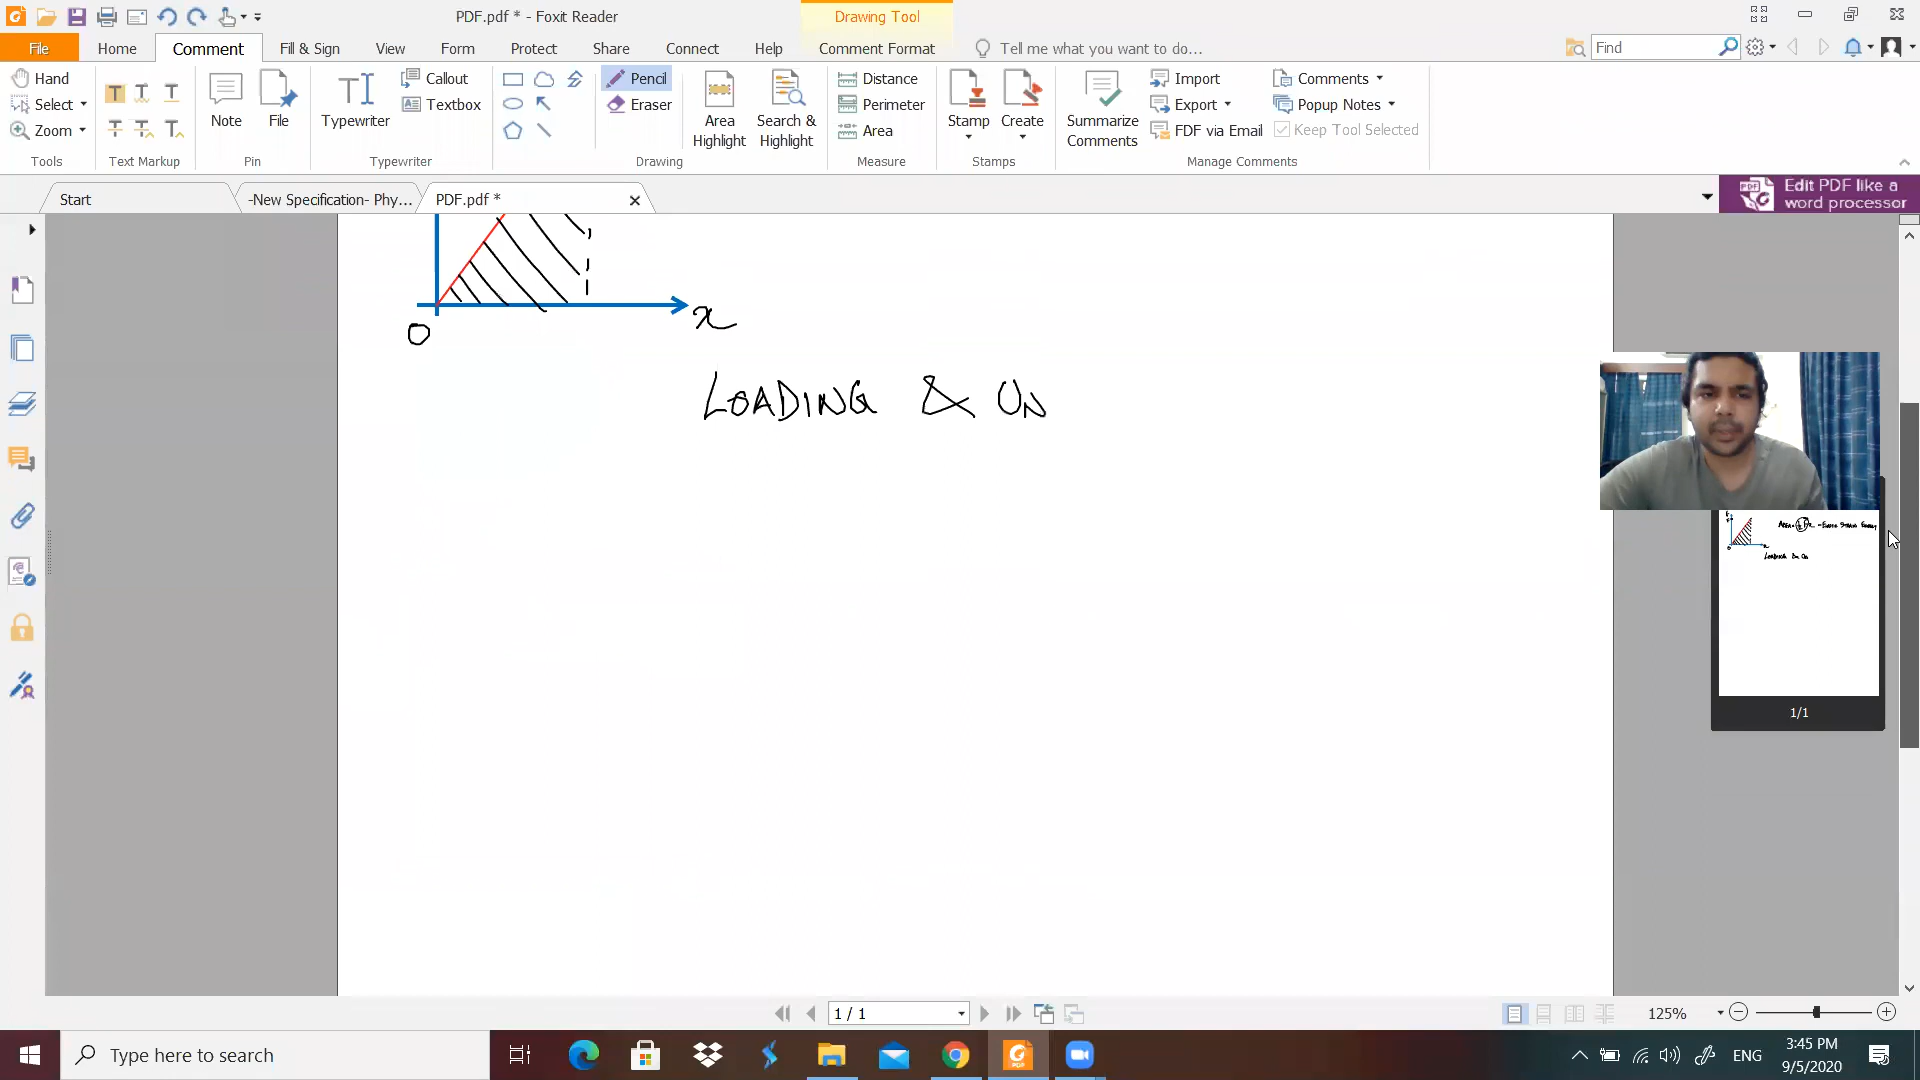 PDF.pdf * - Foxit Reader
Drawing Tool
File Home Comment Fill & Sign View Form Protect Share Connect Help Comment Format Tell me what you want to do... Find
Hand
Select
Zoom
Tools
Text Markup
Note
File
Pin
Typewriter
Callout
Textbox
Typewriter
Pencil
Eraser
Area Highlight
Search & Highlight
Drawing
Distance
Perimeter
Area
Measure
Stamp
Create
Stamps
Summarize Comments
Import
Export
FDF via Email
Comments
Popup Notes
Keep Tool Selected
Manage Comments
Start
-New Specification- Phy...
PDF.pdf *
Edit PDF like a
word processor
O
x
LOADING & UN
1/1
1 / 1
125%
Type here to search
ENG
3:45 PM
9/5/2020